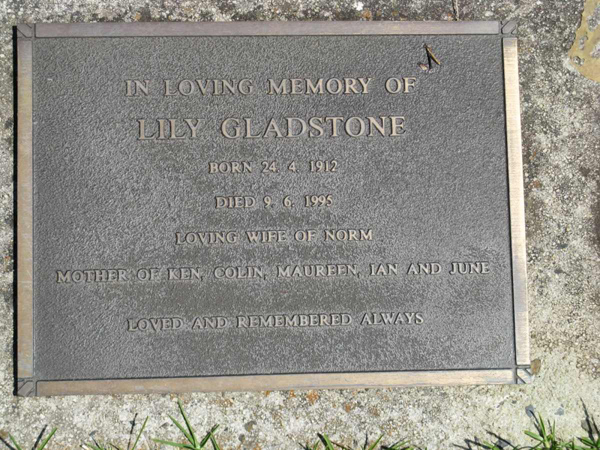 IN LOVING MEMORY OF
LILY GLADSTONE
BORN 24. 4. 1912
DIED 9. 6. 1995
LOVING WIFE OF NORM
MOTHER OF KEN, COLIN, MAUREEN, IAN AND JUNE
LOVED AND REMEMBERED ALWAYS